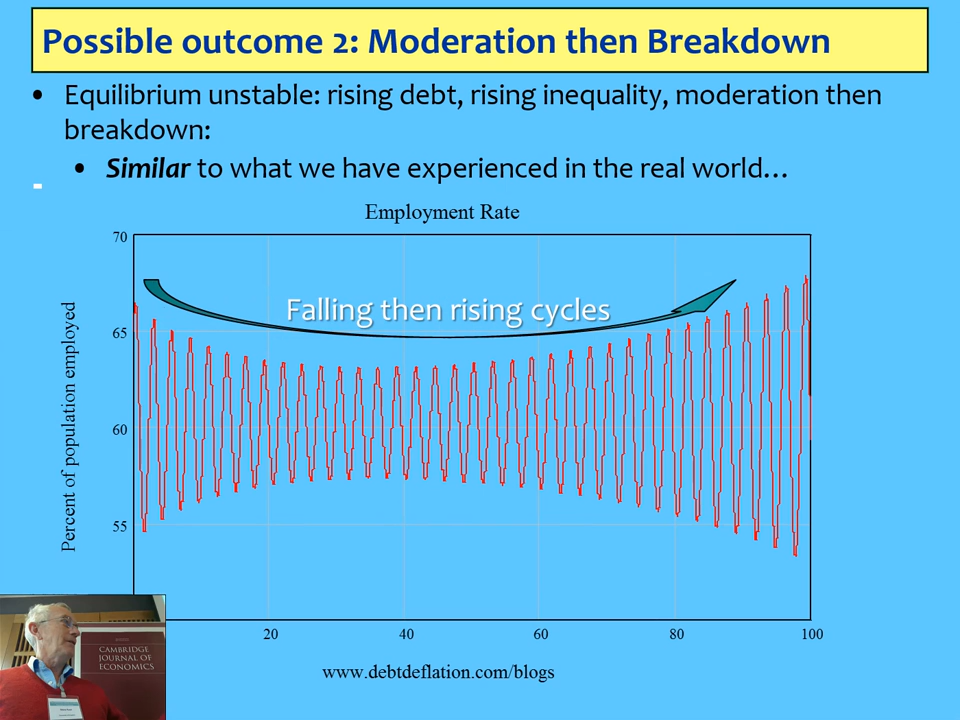 Possible outcome 2: Moderation then Breakdown
• Equilibrium unstable: rising debt, rising inequality, moderation then
breakdown:
• Similar to what we have experienced in the real world…
Employment Rate
Percent of population employed
70
65
60
55
Falling then rising cycles
20
40
60
80
100
www.debtdeflation.com/blogs
CAMBRIDGE
JOURNAL OF
ECONOMICS